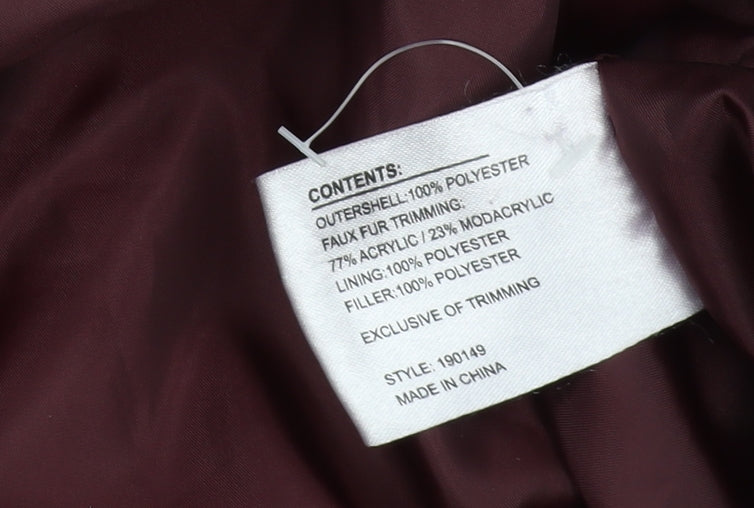 CONTENTS:
OUTERSHELL:100% POLYESTER
FAUX FUR TRIMMING:
77% ACRYLIC / 23% MODACRYLIC
LINING:100% POLYESTER
FILLER:100% POLYESTER
EXCLUSIVE OF TRIMMING
STYLE: 190149
MADE IN CHINA